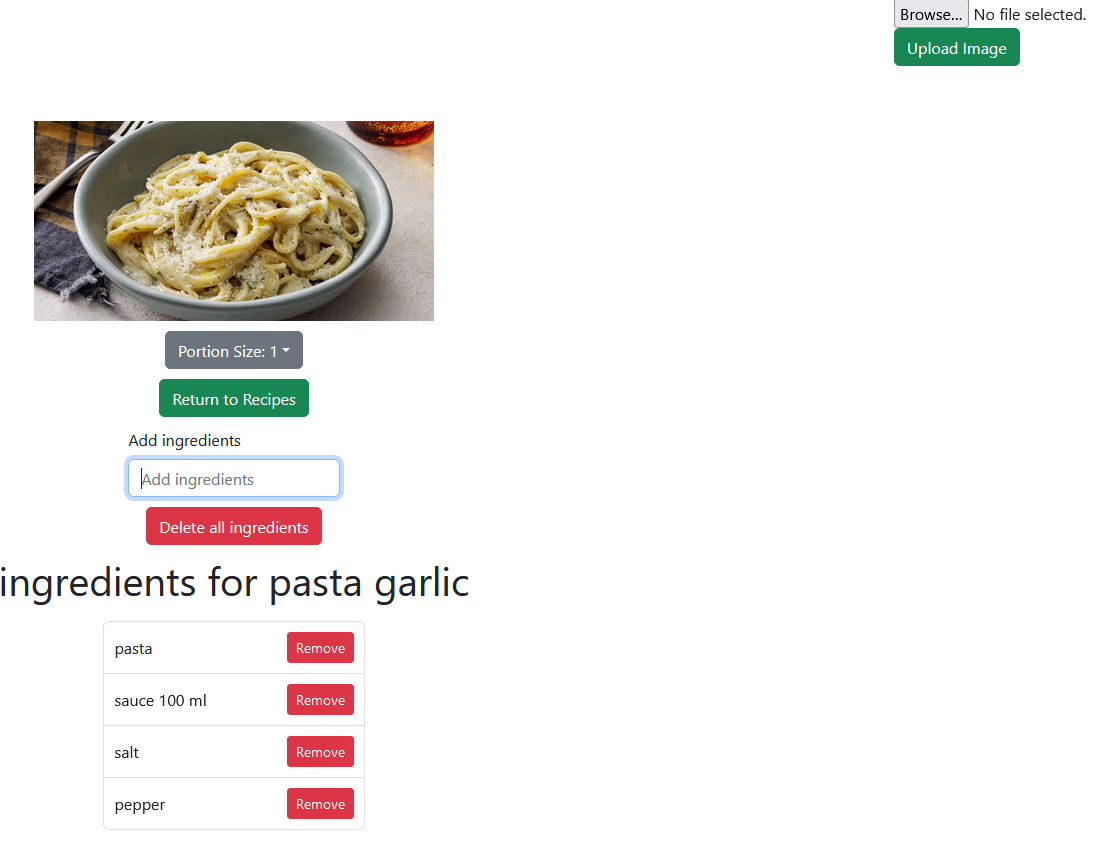 Browse... No file selected.
Upload Image
Portion Size: 1
Return to Recipes
Add ingredients
Add ingredients
Delete all ingredients
ingredients for pasta garlic
pasta Remove
sauce 100 ml Remove
salt Remove
pepper Remove